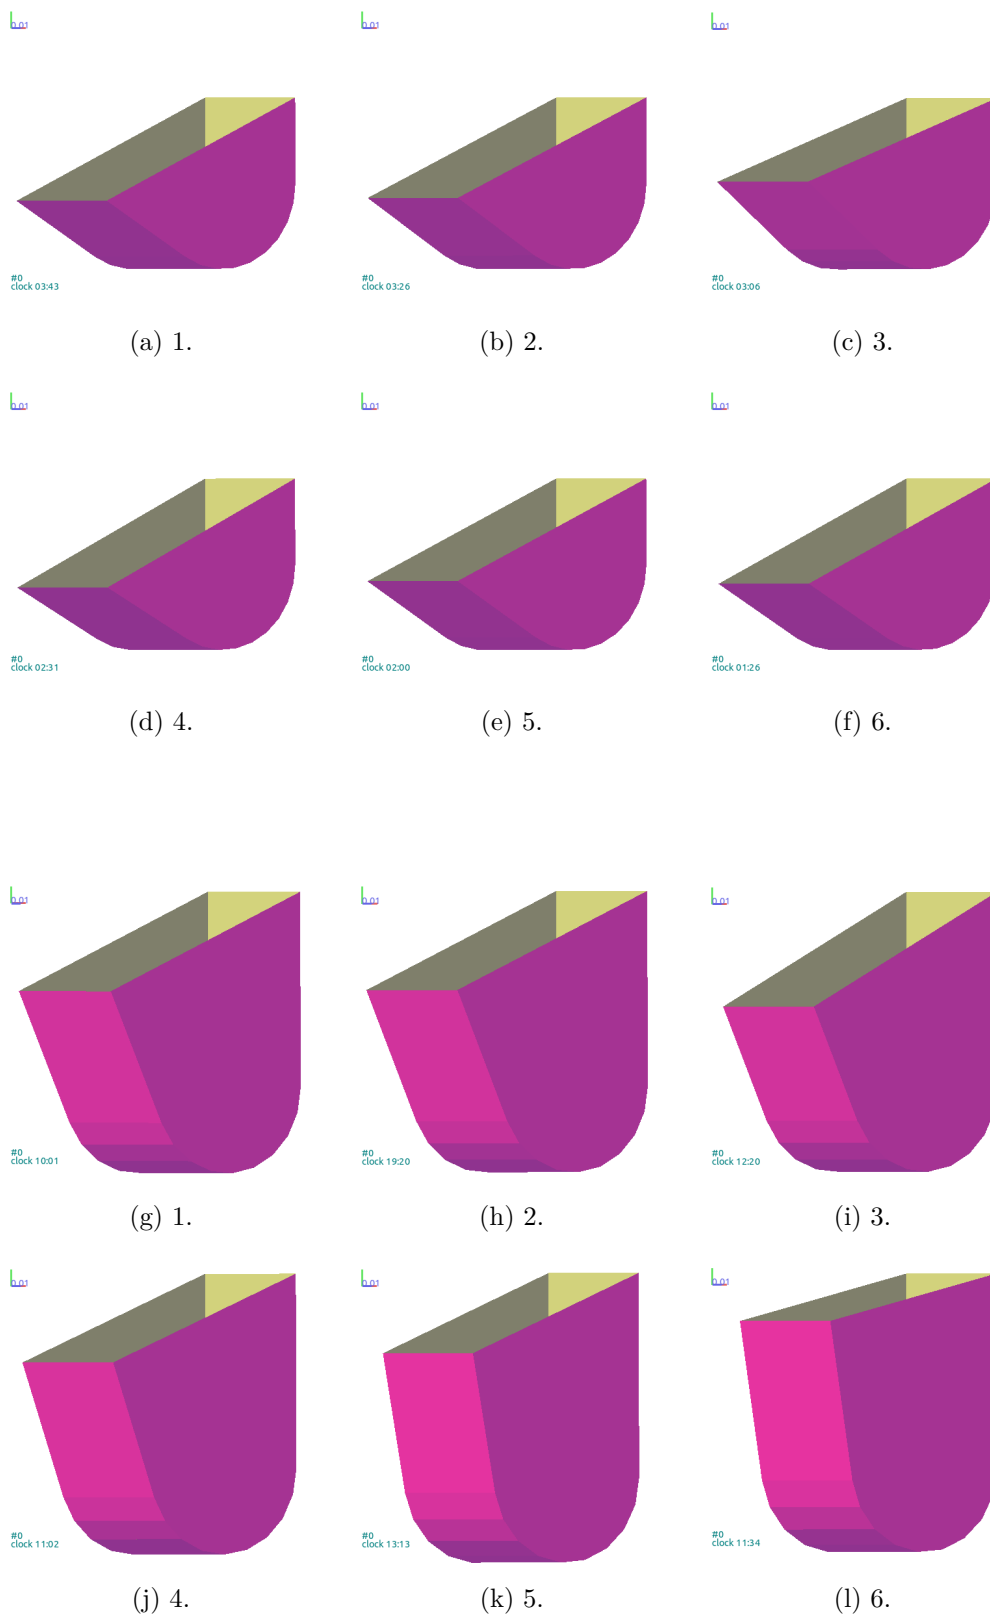 0.01 0.01 0.01
#0 #0 #0
clock 03:43 clock 03:26 clock 03:06
(a) 1. (b) 2. (c) 3.
0.01 0.01 0.01
#0 #0 #0
clock 02:31 clock 02:00 clock 01:26
(d) 4. (e) 5. (f) 6.
0.01 0.01 0.01
#0 #0 #0
clock 10:01 clock 19:20 clock 12:20
(g) 1. (h) 2. (i) 3.
0.01 0.01 0.01
#0 #0 #0
clock 11:02 clock 13:13 clock 11:34
(j) 4. (k) 5. (l) 6.